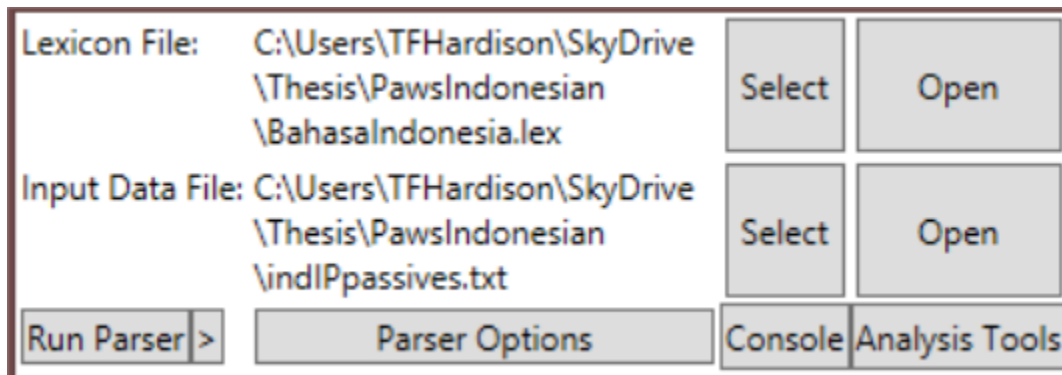 Lexicon File: C:\Users\TFHardison\SkyDrive Select Open
\Thesis\PawsIndonesian
\BahasaIndonesia.lex
Input Data File: C:\Users\TFHardison\SkyDrive Select Open
\Thesis\PawsIndonesian
\indIPpassives.txt
Run Parser > Parser Options Console Analysis Tools